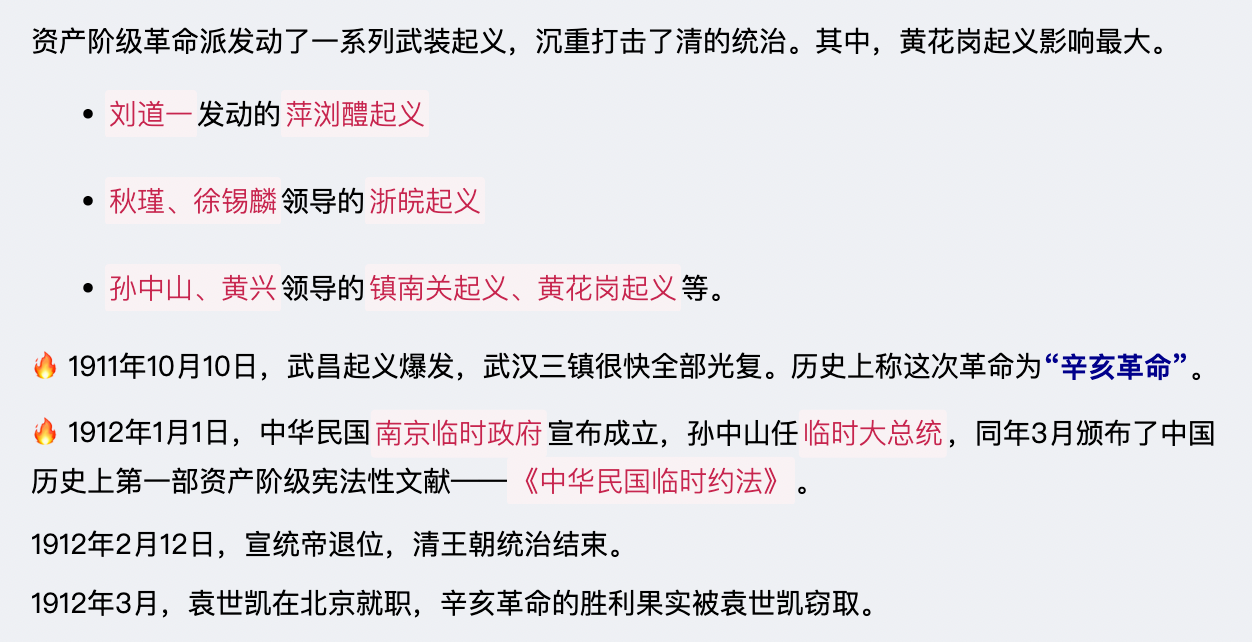 资产阶级革命派发动了一系列武装起义，沉重打击了清的统治。其中，黄花岗起义影响最大。
• 刘道一发动的萍浏醴起义
• 秋瑾、徐锡麟领导的浙皖起义
• 孙中山、黄兴领导的镇南关起义、黄花岗起义等。
🔥 1911年10月10日，武昌起义爆发，武汉三镇很快全部光复。历史上称这次革命为“辛亥革命”。
🔥 1912年1月1日，中华民国南京临时政府宣布成立，孙中山任临时大总统，同年3月颁布了中国
历史上第一部资产阶级宪法性文献——《中华民国临时约法》。
1912年2月12日，宣统帝退位，清王朝统治结束。
1912年3月，袁世凯在北京就职，辛亥革命的胜利果实被袁世凯窃取。